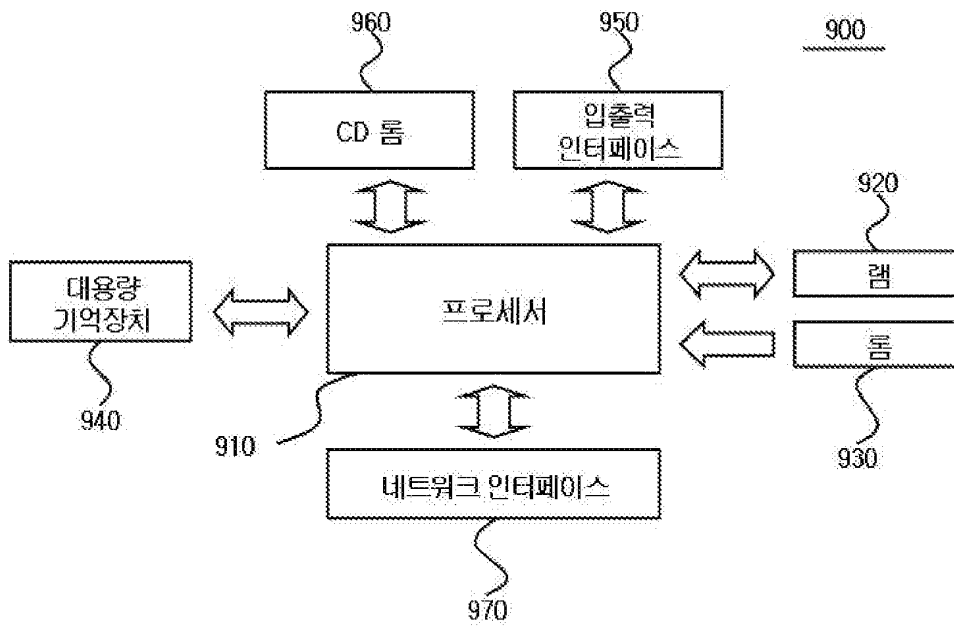 960
950
900
CD 롬
입출력
인터페이스
920
대용량
기억장치
프로세서
램
롬
940
910
930
네트워크 인터페이스
970